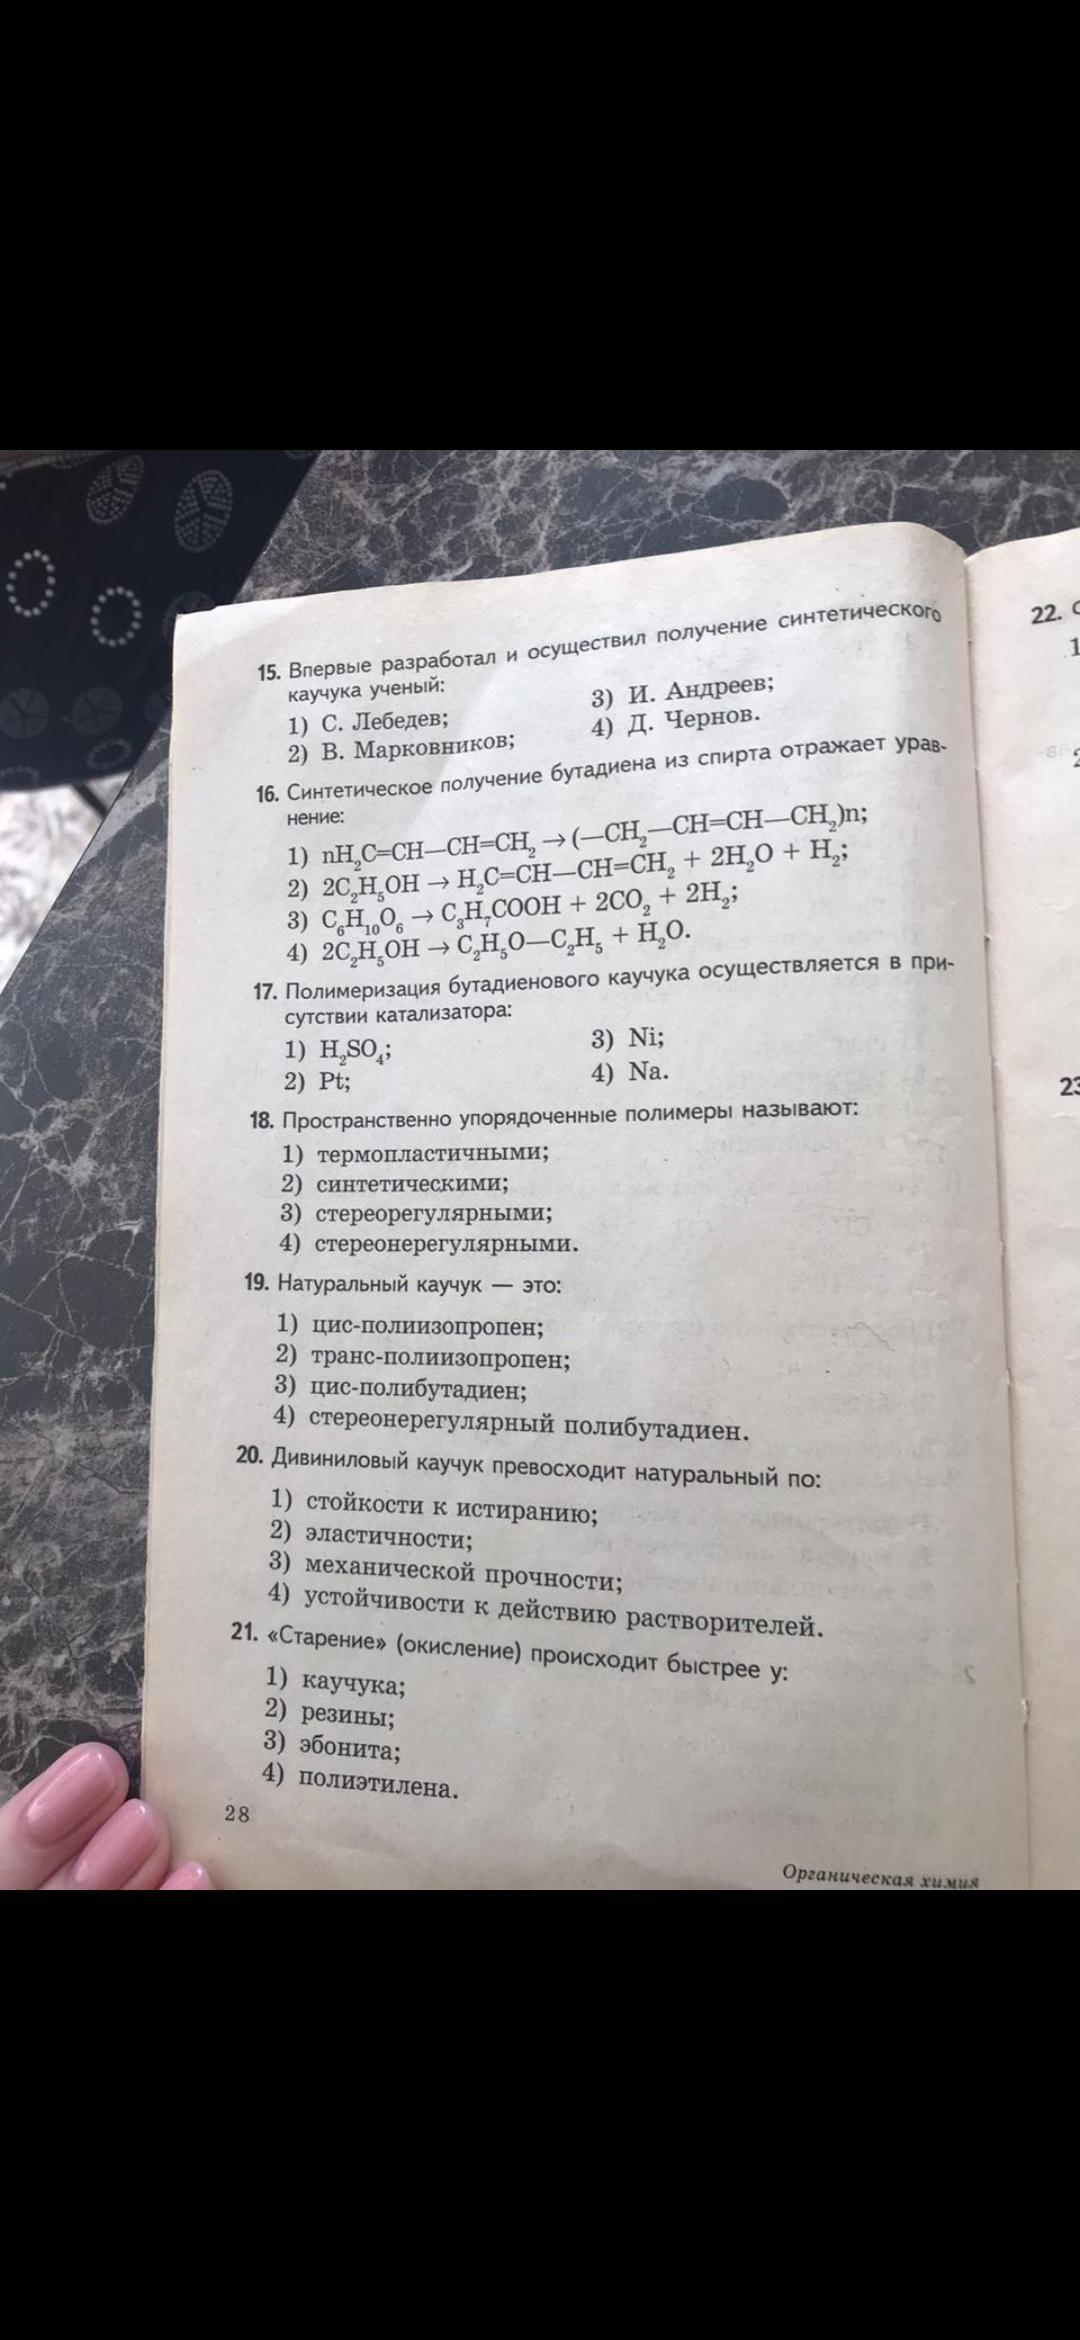 15. Впервые разработал и осуществил получение синтетического
каучука ученый:
1) С. Лебедев;
2) В. Марковников;
3) И. Андреев;
4) Д. Чернов.
16. Синтетическое получение бутадиена из спирта отражает урав-
нение:
1) nH₂C=CH—CH=CH₂ → (—CH₂—CH=CH—CH₂)n;
2) 2C₂H₅OH → H₂C=CH—CH=CH₂ + 2H₂O + H₂;
3) C₆H₁₀O₆ → C₃H₇COOH + 2CO₂ + 2H₂;
4) 2C₂H₅OH → C₂H₅O—C₂H₅ + H₂O.
17. Полимеризация бутадиенового каучука осуществляется в при-
сутствии катализатора:
1) H₂SO₄;
2) Pt;
3) Ni;
4) Na.
18. Пространственно упорядоченные полимеры называют:
1) термопластичными;
2) синтетическими;
3) стереорегулярными;
4) стереонерегулярными.
19. Натуральный каучук — это:
1) цис-полиизопропен;
2) транс-полиизопропен;
3) цис-полибутадиен;
4) стереонерегулярный полибутадиен.
20. Дивиниловый каучук превосходит натуральный по:
1) стойкости к истиранию;
2) эластичности;
3) механической прочности;
4) устойчивости к действию растворителей.
21. «Старение» (окисление) происходит быстрее у:
1) каучука;
2) резины;
3) эбонита;
4) полиэтилена.
28
Органическая химия
22. С
1
2
23